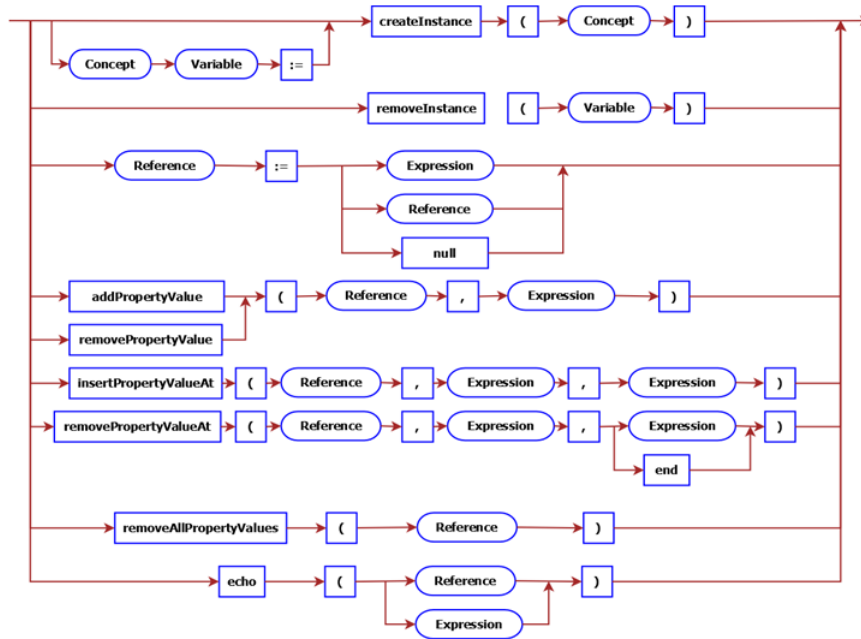 createInstance ( Concept )
Concept Variable :=
removeInstance ( Variable )
Reference := Expression
Reference
null
addPropertyValue ( Reference , Expression )
removePropertyValue
insertPropertyValueAt ( Reference , Expression , Expression )
removePropertyValueAt ( Reference , Expression , Expression )
end
removeAllPropertyValues ( Reference )
echo ( Reference )
Expression